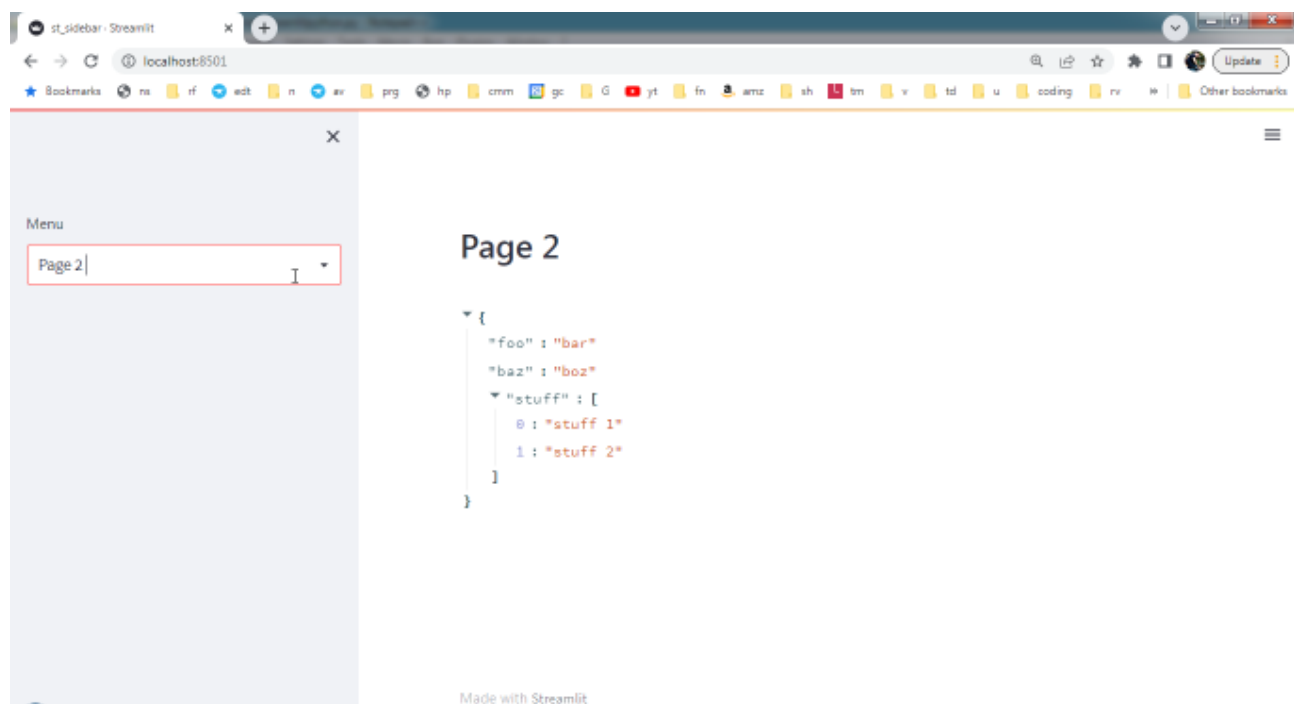 st_sidebar · Streamlit
localhost:8501
Update
Bookmarks ns rf edt n av prg hp cmm gc G yt fn amz sh tm v td u coding rv » Other bookmarks
Menu
Page 2
Page 2
{
"foo" : "bar"
"baz" : "boz"
"stuff" : [
0 : "stuff 1"
1 : "stuff 2"
]
}
Made with Streamlit